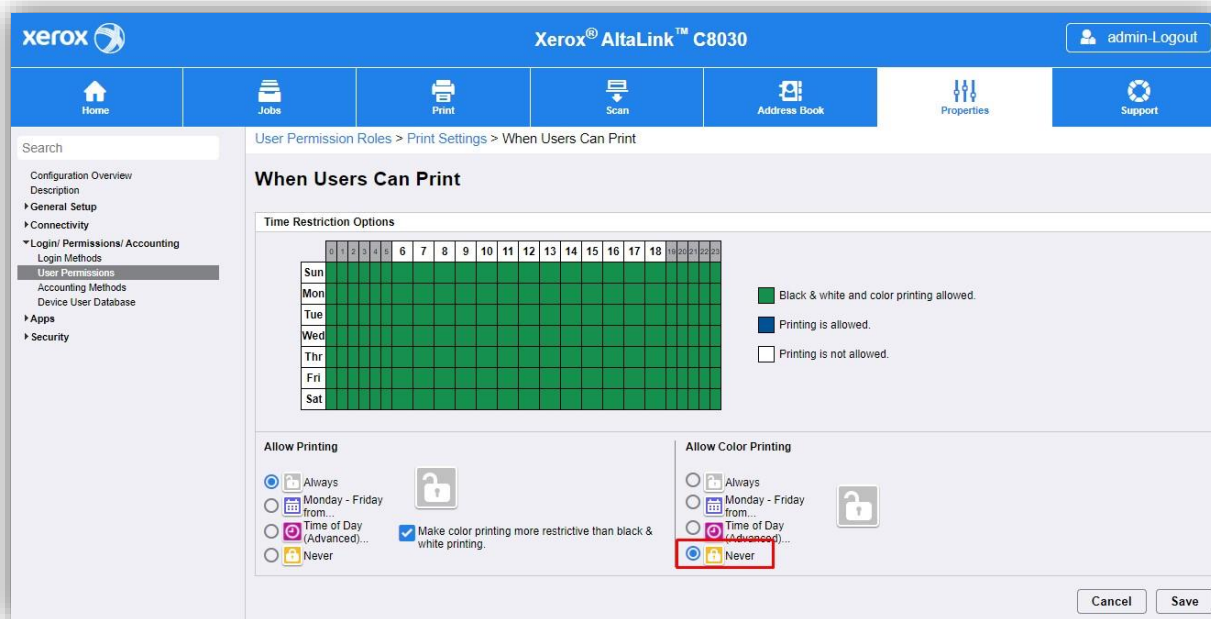 xerox
Xerox® AltaLink™ C8030
admin-Logout
Home
Jobs
Print
Scan
Address Book
Properties
Support
Search
Configuration Overview
Description
General Setup
Connectivity
Login/ Permissions/ Accounting
Login Methods
User Permissions
Accounting Methods
Device User Database
Apps
Security
User Permission Roles > Print Settings > When Users Can Print
When Users Can Print
Time Restriction Options
0 1 2 3 4 5 6 7 8 9 10 11 12 13 14 15 16 17 18 19 20 21 22 23
Sun
Mon
Tue
Wed
Thr
Fri
Sat
Black & white and color printing allowed.
Printing is allowed.
Printing is not allowed.
Allow Printing
Always
Monday - Friday
from...
Time of Day
(Advanced)...
Never
Make color printing more restrictive than black &
white printing.
Allow Color Printing
Always
Monday - Friday
from...
Time of Day
(Advanced)...
Never
Cancel
Save